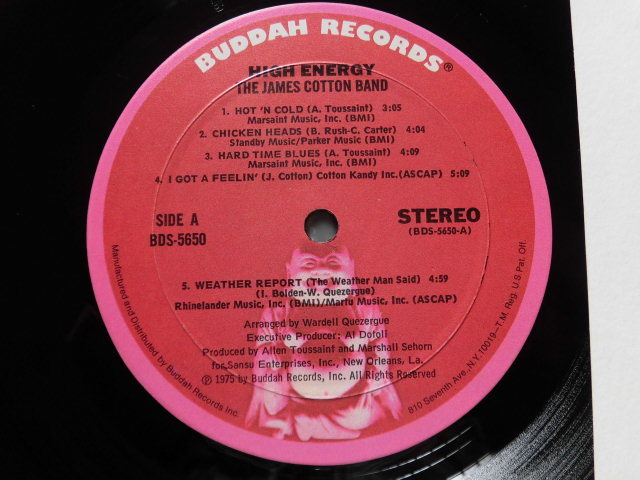 BUDDAH RECORDS®
HIGH ENERGY
THE JAMES COTTON BAND
1. HOT 'N COLD (A. Toussaint) 3:05
Marsaint Music, Inc. (BMI)
2. CHICKEN HEADS (B. Rush-C. Carter) 4:04
Standby Music/Parker Music (BMI)
3. HARD TIME BLUES (A. Toussaint) 4:09
Marsaint Music, Inc. (BMI)
4. I GOT A FEELIN' (J. Cotton) Cotton Kandy Inc.(ASCAP) 5:09
SIDE A
BDS-5650
STEREO
(BDS-5650-A)
5. WEATHER REPORT (The Weather Man Said) 4:59
(I. Bolden-W. Quezergue)
Rhinelander Music, Inc. (BMI)/Martu Music, Inc. (ASCAP)
Arranged by Wardell Quezergue
Executive Producer: Al Dofoli
Produced by Allen Toussaint and Marshall Sehorn
for Sansu Enterprises, Inc., New Orleans, La.
℗ 1975 by Buddah Records, Inc. All Rights Reserved
Manufactured and Distributed by Buddah Records Inc.
810 Seventh Ave., N.Y. 10019—T.M. Reg. U.S. Pat. Off.